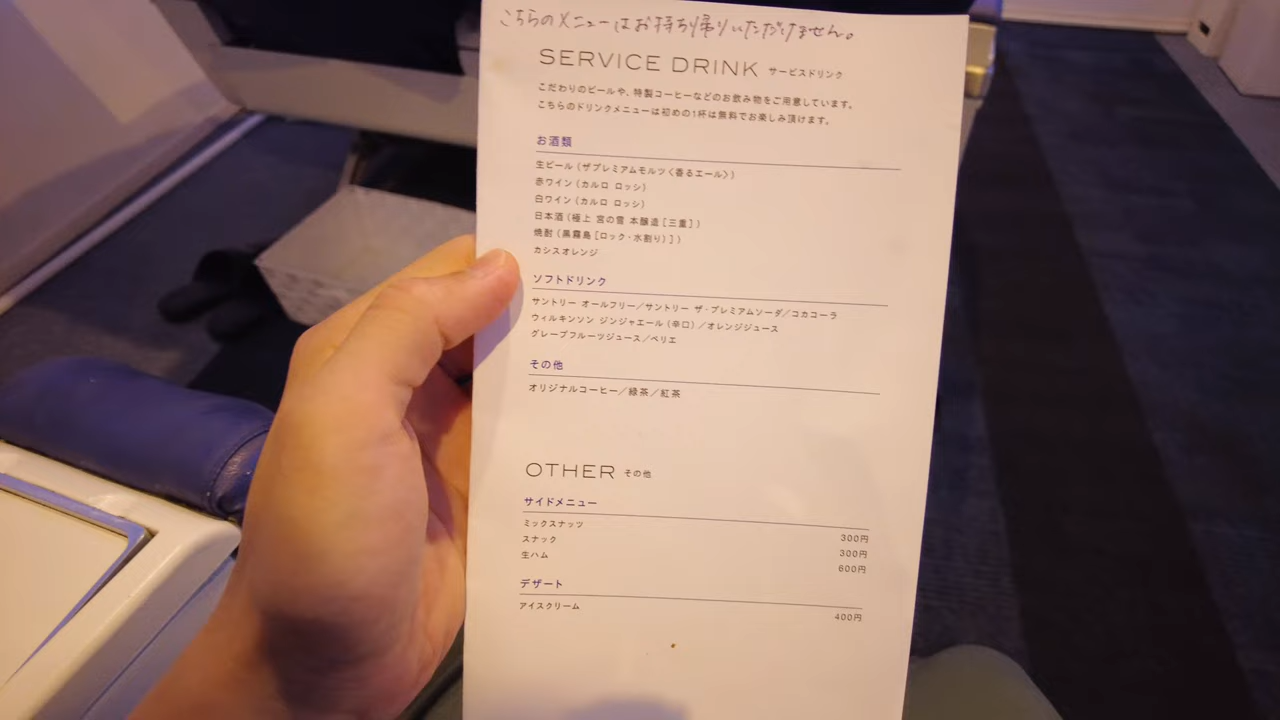 こちらのメニューはお持ち帰りいただけません。
SERVICE DRINK サービスドリンク
こだわりのビールや、特製コーヒーなどのお飲み物をご用意しています。
こちらのドリンクメニューは初めの1杯は無料でお楽しみ頂けます。
お酒類
生ビール(ザプレミアムモルツ〈香るエール〉)
赤ワイン(カルロ ロッシ)
白ワイン(カルロ ロッシ)
日本酒(極上 宮の雪 本醸造[三重])
焼酎(黒霧島[ロック・水割り)])
カシスオレンジ
ソフトドリンク
サントリー オールフリー/サントリー ザ・プレミアムソーダ/コカコーラ
ウィルキンソン ジンジャエール(辛口)/オレンジジュース
グレープフルーツジュース/ペリエ
その他
オリジナルコーヒー/緑茶/紅茶
OTHER その他
サイドメニュー
ミックスナッツ 300円
スナック 300円
生ハム 600円
デザート
アイスクリーム 400円